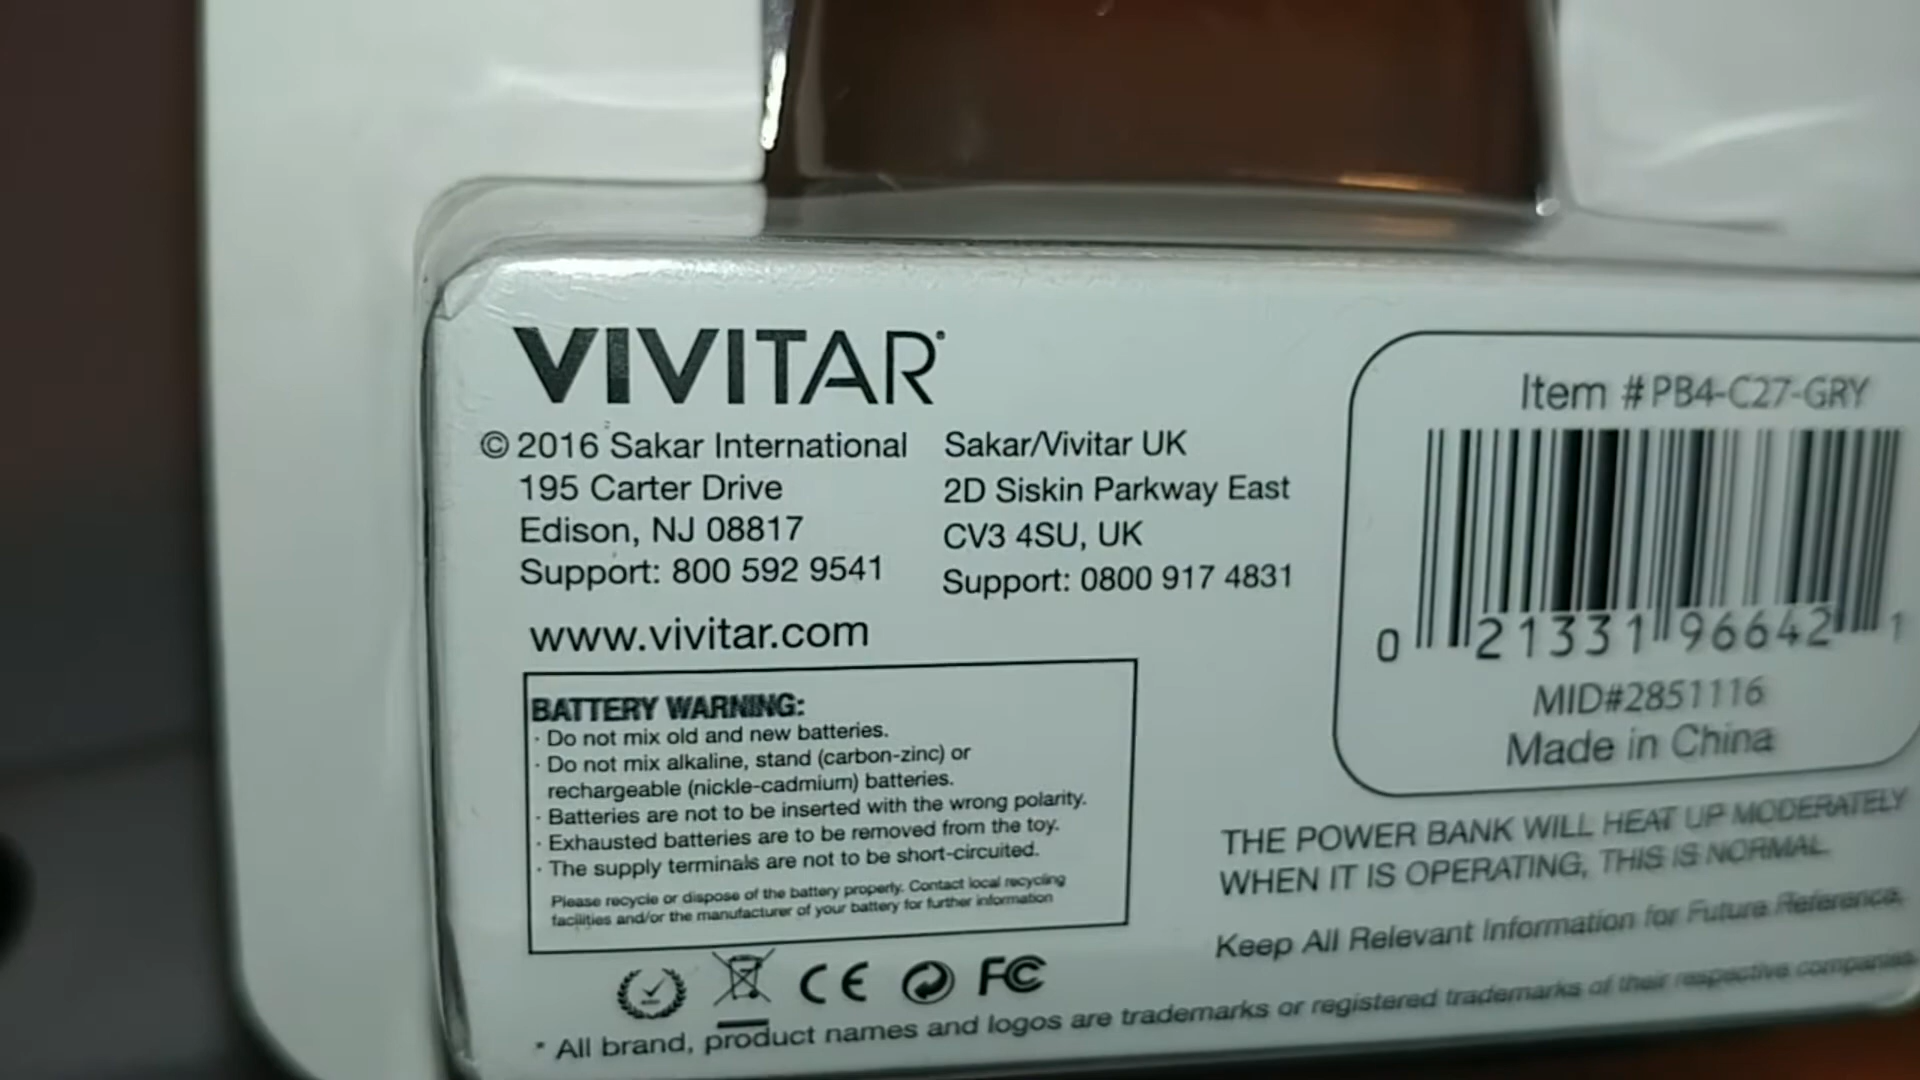 VIVITAR®
© 2016 Sakar International
195 Carter Drive
Edison, NJ 08817
Support: 800 592 9541
www.vivitar.com
Sakar/Vivitar UK
2D Siskin Parkway East
CV3 4SU, UK
Support: 0800 917 4831
BATTERY WARNING:
· Do not mix old and new batteries.
· Do not mix alkaline, stand (carbon-zinc) or
rechargeable (nickle-cadmium) batteries.
· Batteries are not to be inserted with the wrong polarity.
· Exhausted batteries are to be removed from the toy.
· The supply terminals are not to be short-circuited.
Please recycle or dispose of the battery properly. Contact local recycling
facilities and/or the manufacturer of your battery for further information
CE FC
Item # PB4-C27-GRY
0 21331 96642 1
MID#2851116
Made in China
THE POWER BANK WILL HEAT UP MODERATELY
WHEN IT IS OPERATING, THIS IS NORMAL.
Keep All Relevant Information for Future Reference.
* All brand, product names and logos are trademarks or registered trademarks of their respective companies.